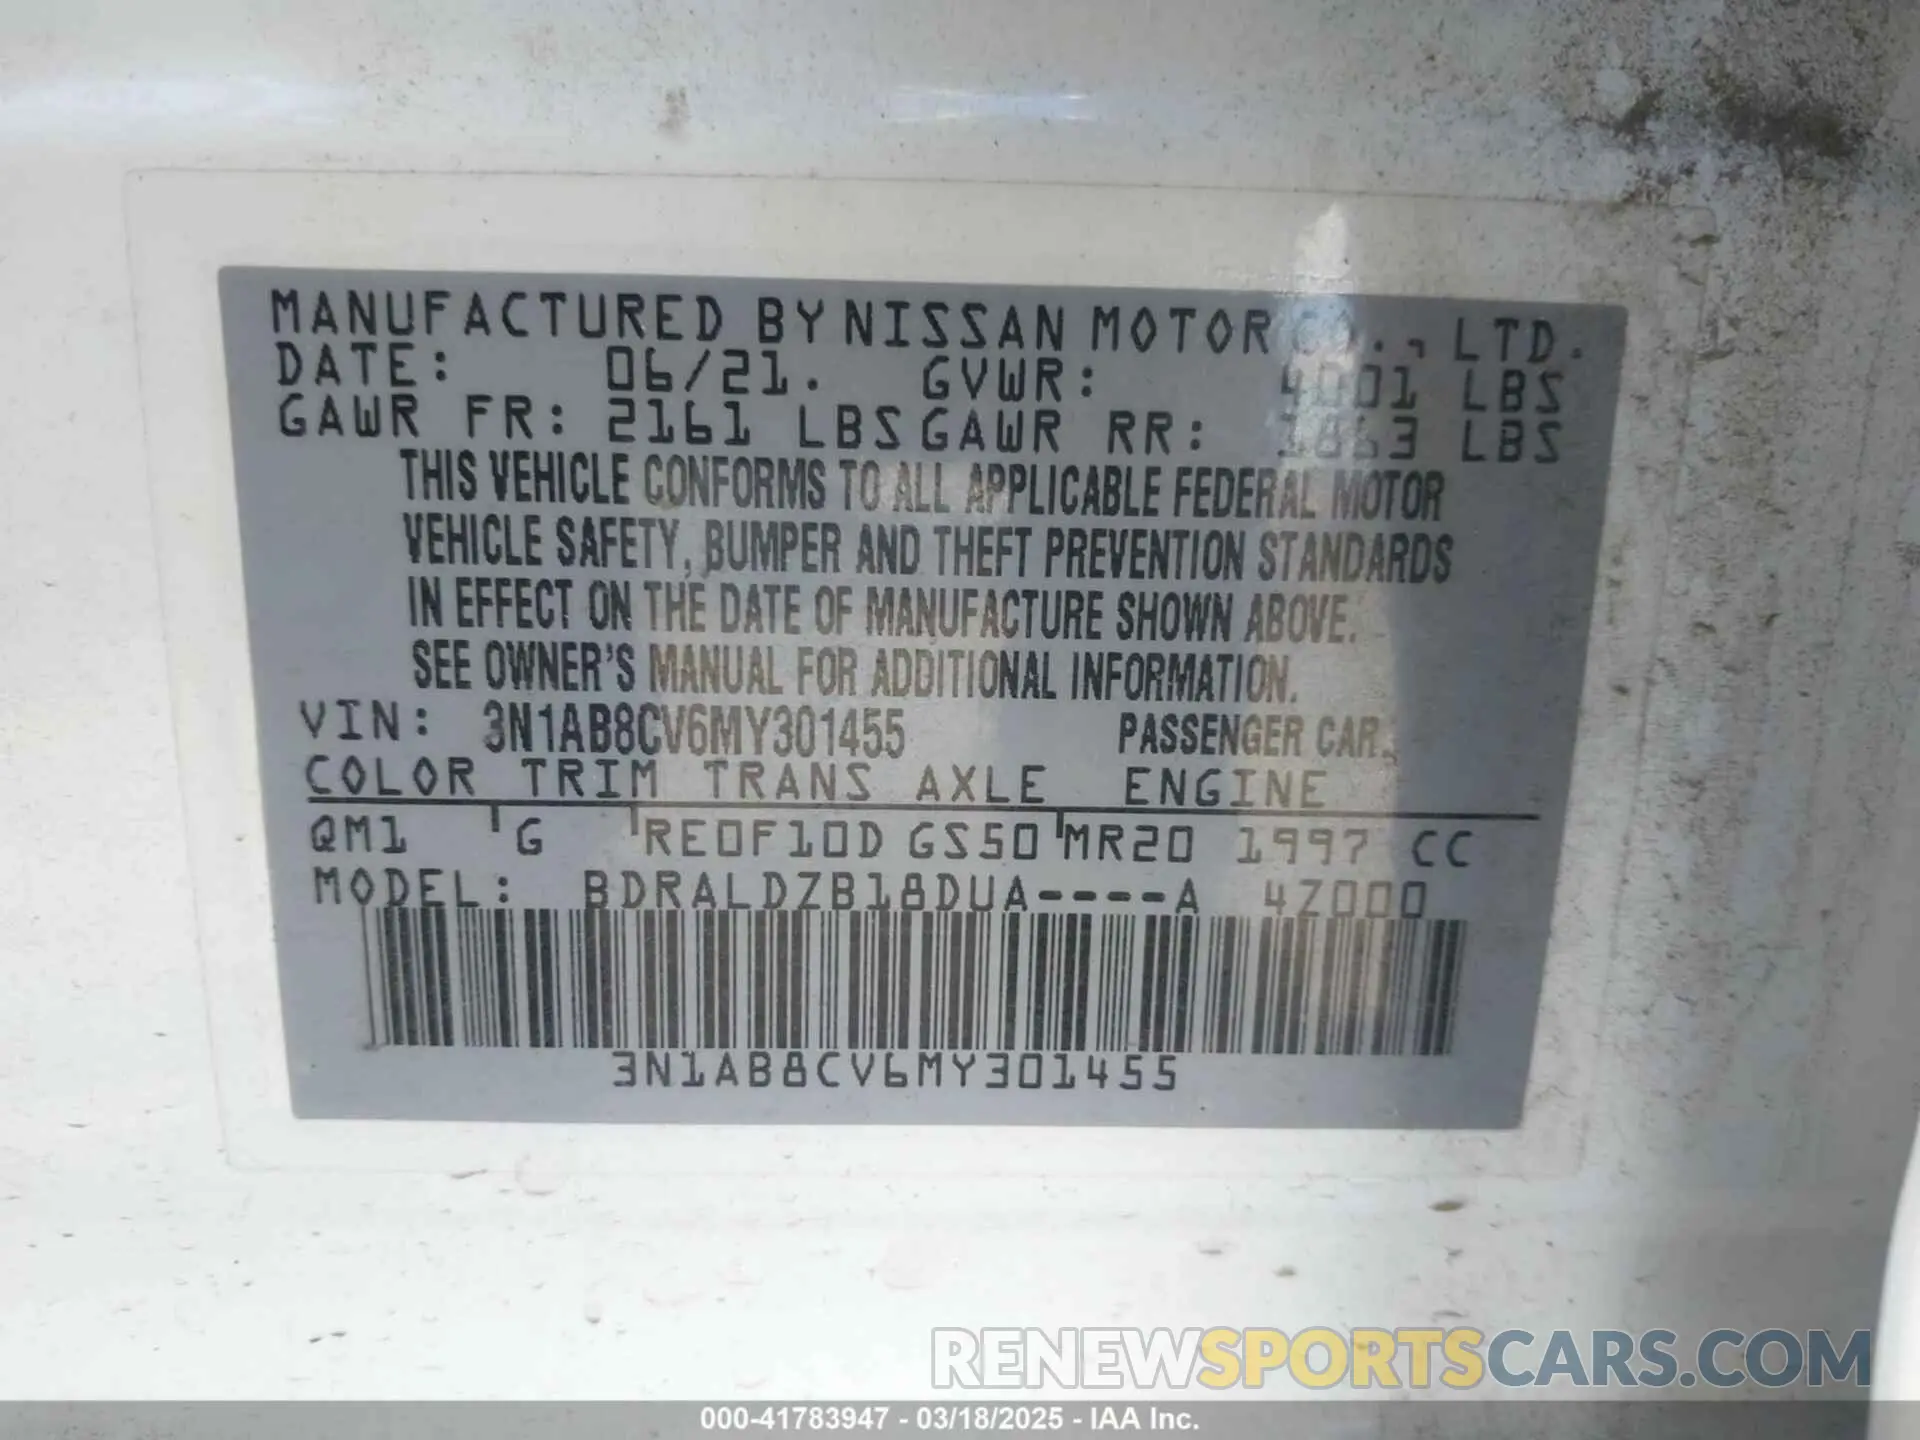 MANUFACTURED BY NISSAN MOTOR CO., LTD.
DATE: 06/21. GVWR: 4001 LBS
GAWR FR: 2161 LBS GAWR RR: 1863 LBS
THIS VEHICLE CONFORMS TO ALL APPLICABLE FEDERAL MOTOR
VEHICLE SAFETY, BUMPER AND THEFT PREVENTION STANDARDS
IN EFFECT ON THE DATE OF MANUFACTURE SHOWN ABOVE.
SEE OWNER'S MANUAL FOR ADDITIONAL INFORMATION.
VIN: 3N1AB8CV6MY301455 PASSENGER CAR.
COLOR TRIM TRANS AXLE ENGINE
QM1 G RE0F10D GS50 MR20 1997 CC
MODEL: BDRALDZB18DUA----A 4Z000
3N1AB8CV6MY301455
RENEWSPORTSCARS.COM
000-41783947 - 03/18/2025 - IAA Inc.